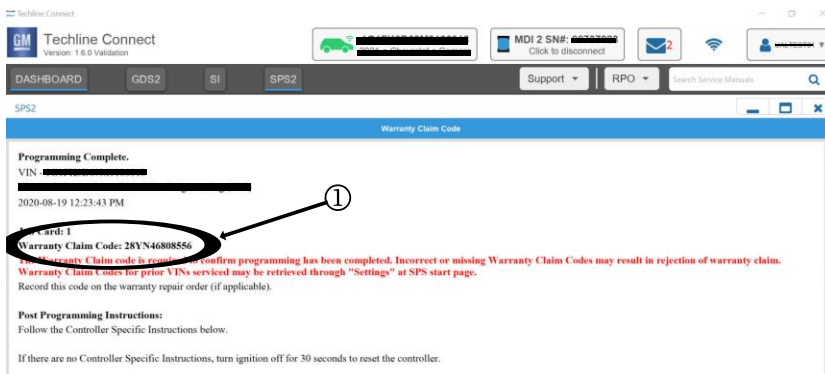 Techline Connect
GM
Techline Connect
Version: 1.6.0 Validation
MDI 2 SN#:
Click to disconnect
2
DASHBOARD GDS2 SI SPS2 Support RPO Search Service Manuals
SPS2
Warranty Claim Code
Programming Complete.
VIN -
2020-08-19 12:23:43 PM
①
Card: 1
Warranty Claim Code: 28YN46808556
The Warranty Claim code is required to confirm programming has been completed. Incorrect or missing Warranty Claim Codes may result in rejection of warranty claim.
Warranty Claim Codes for prior VINs serviced may be retrieved through "Settings" at SPS start page.
Record this code on the warranty repair order (if applicable).
Post Programming Instructions:
Follow the Controller Specific Instructions below.
If there are no Controller Specific Instructions, turn ignition off for 30 seconds to reset the controller.